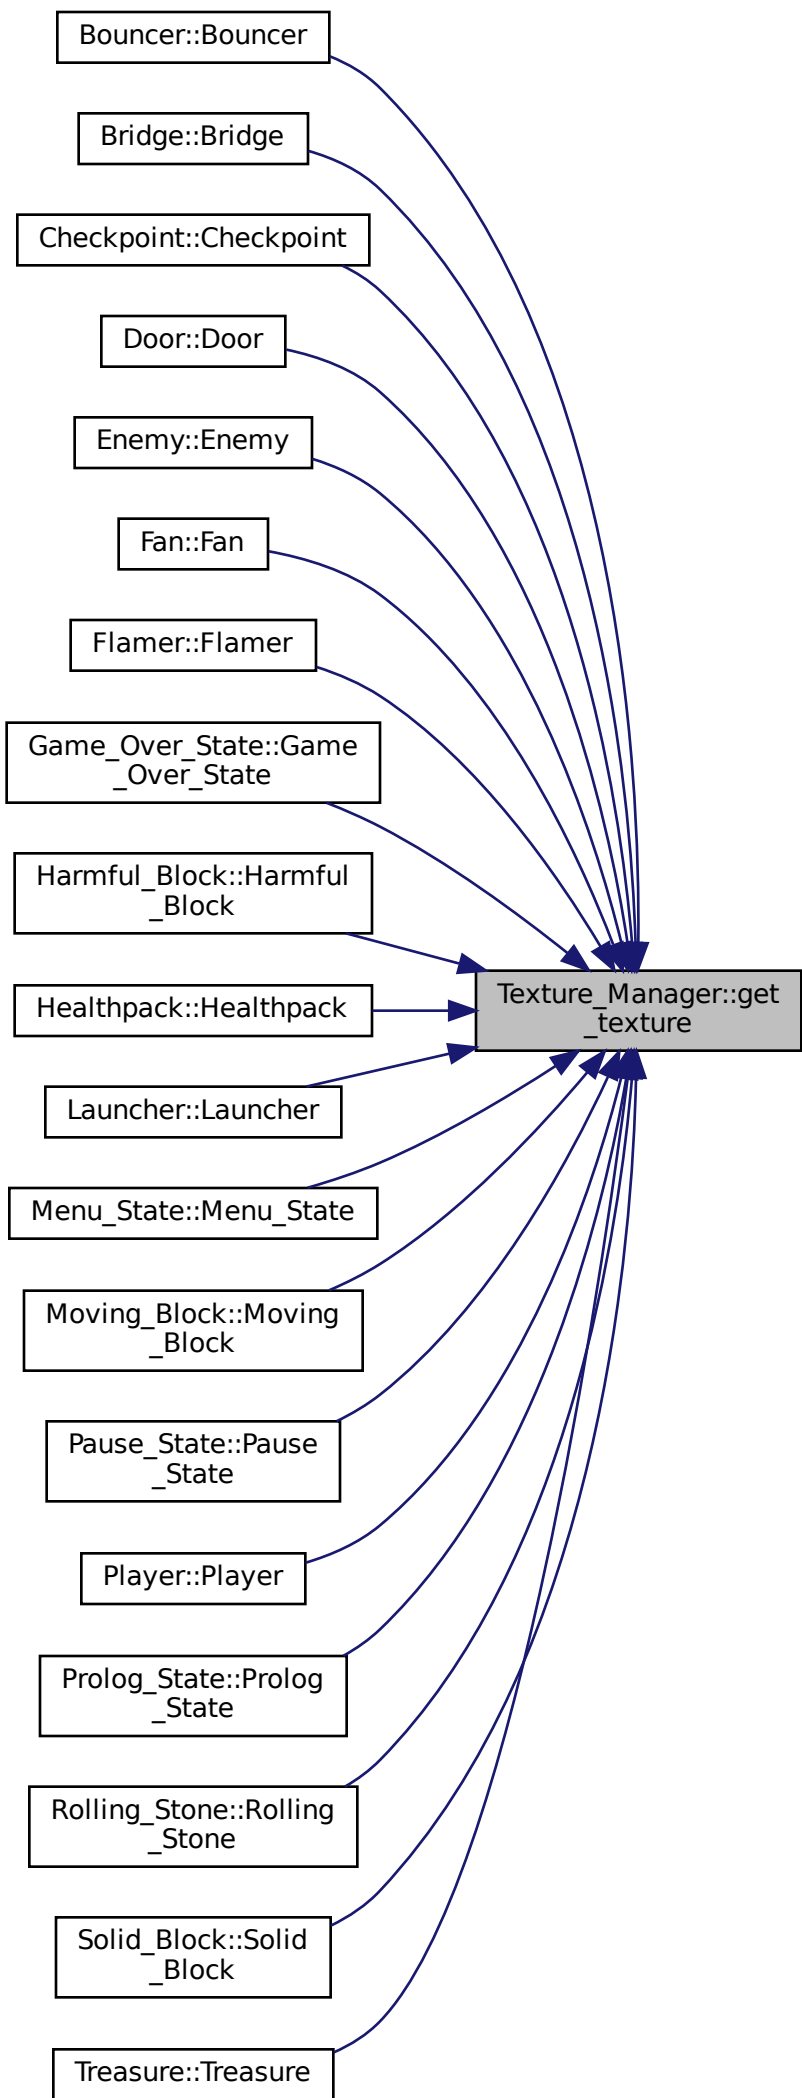 Bouncer::Bouncer
Bridge::Bridge
Checkpoint::Checkpoint
Door::Door
Enemy::Enemy
Fan::Fan
Flamer::Flamer
Game_Over_State::Game
_Over_State
Harmful_Block::Harmful
_Block
Healthpack::Healthpack
Texture_Manager::get
_texture
Launcher::Launcher
Menu_State::Menu_State
Moving_Block::Moving
_Block
Pause_State::Pause
_State
Player::Player
Prolog_State::Prolog
_State
Rolling_Stone::Rolling
_Stone
Solid_Block::Solid
_Block
Treasure::Treasure